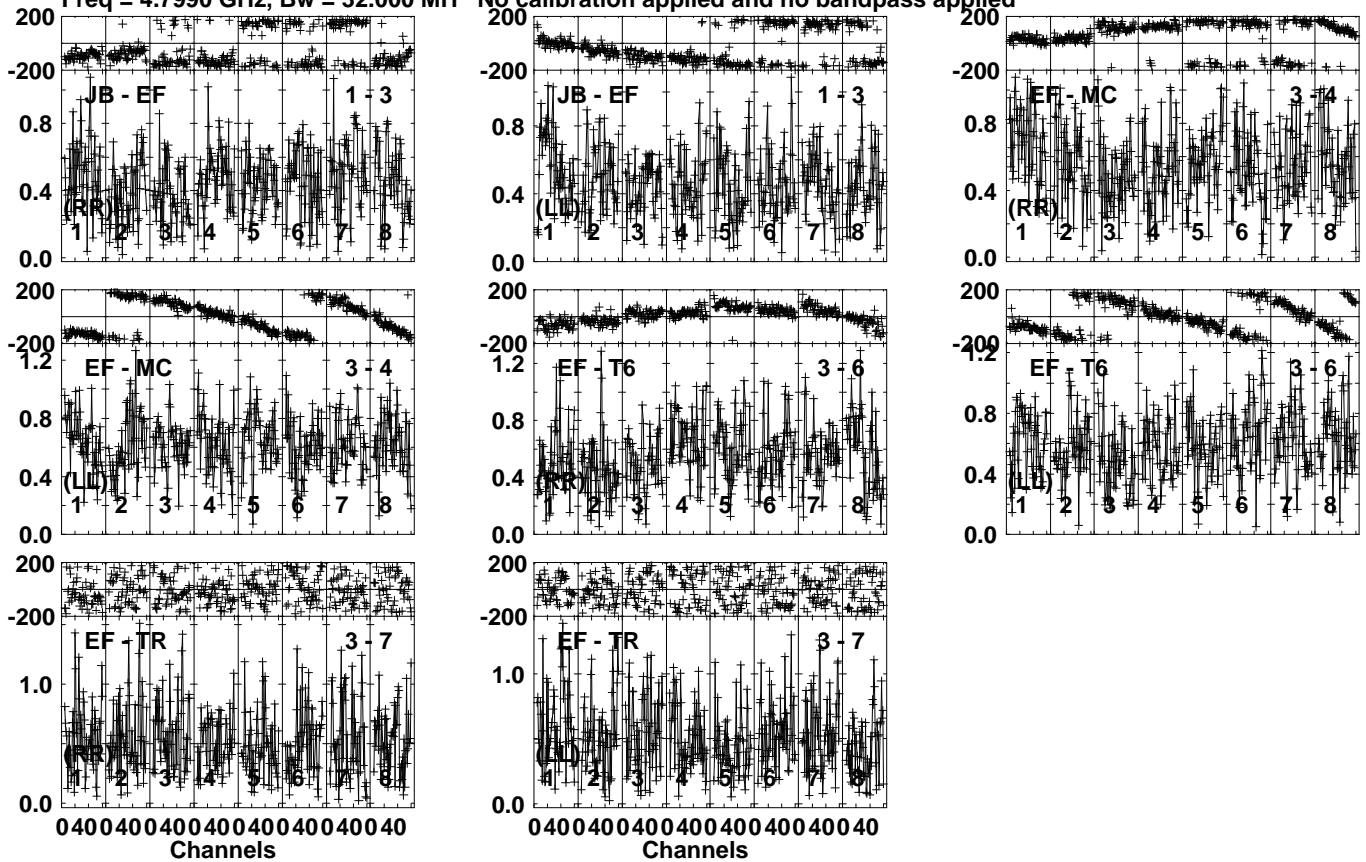 Freq = 4.7990 GHz, Bw = 32.000 MH No calibration applied and no bandpass applied
200
-200
JB - EF 1 - 3
0.8
0.4
(RR)
1 2 3 4 5 6 7 8
0.0
200
-200
JB - EF 1 - 3
0.8
0.4
(LL)
1 2 3 4 5 6 7 8
0.0
200
-200
EF - MC 3 - 4
0.8
0.4
(RR)
1 2 3 4 5 6 7 8
0.0
200
-200
1.2
EF - MC 3 - 4
0.8
0.4
(LL)
1 2 3 4 5 6 7 8
0.0
200
-200
1.2
EF - T6 3 - 6
0.8
0.4
(RR)
1 2 3 4 5 6 7 8
0.0
200
-200
1.2
EF - T6 3 - 6
0.8
0.4
(LL)
1 2 3 4 5 6 7 8
0.0
200
-200
EF - TR 3 - 7
1.0
(RR)
1 2 3 4 5 6 7 8
0.0
0 40 0 40 0 40 0 40 0 40 0 40 0 40 0 40
Channels
200
-200
EF - TR 3 - 7
1.0
(LL)
1 2 3 4 5 6 7 8
0.0
0 40 0 40 0 40 0 40 0 40 0 40 0 40 0 40
Channels